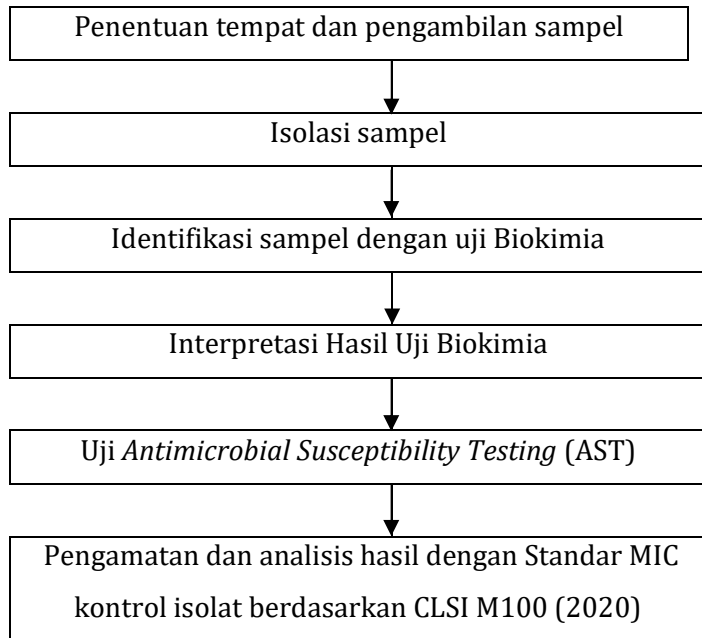 Penentuan tempat dan pengambilan sampel
Isolasi sampel
Identifikasi sampel dengan uji Biokimia
Interpretasi Hasil Uji Biokimia
Uji Antimicrobial Susceptibility Testing (AST)
Pengamatan dan analisis hasil dengan Standar MIC
kontrol isolat berdasarkan CLSI M100 (2020)